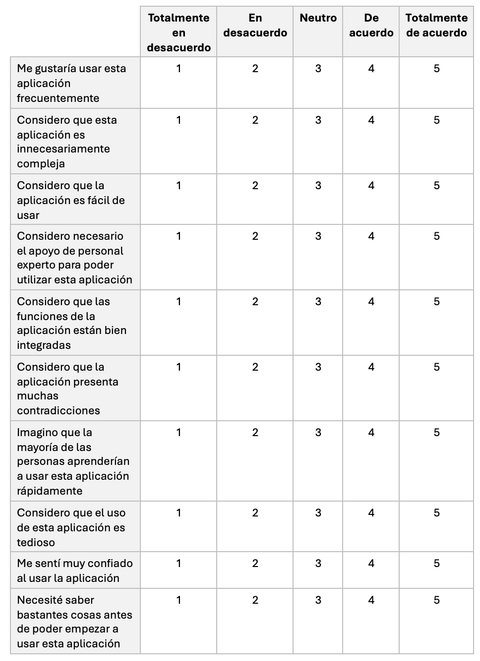 Totalmente en desacuerdo En desacuerdo Neutro De acuerdo Totalmente de acuerdo
Me gustaría usar esta 1 2 3 4 5
aplicación
frecuentemente
Considero que esta 1 2 3 4 5
aplicación es
innecesariamente
compleja
Considero que la 1 2 3 4 5
aplicación es fácil de
usar
Considero necesario 1 2 3 4 5
el apoyo de personal
experto para poder
utilizar esta aplicación
Considero que las 1 2 3 4 5
funciones de la
aplicación están bien
integradas
Considero que la 1 2 3 4 5
aplicación presenta
muchas
contradicciones
Imagino que la 1 2 3 4 5
mayoría de las
personas aprenderían
a usar esta aplicación
rápidamente
Considero que el uso 1 2 3 4 5
de esta aplicación es
tedioso
Me sentí muy confiado 1 2 3 4 5
al usar la aplicación
Necesité saber 1 2 3 4 5
bastantes cosas antes
de poder empezar a
usar esta aplicación